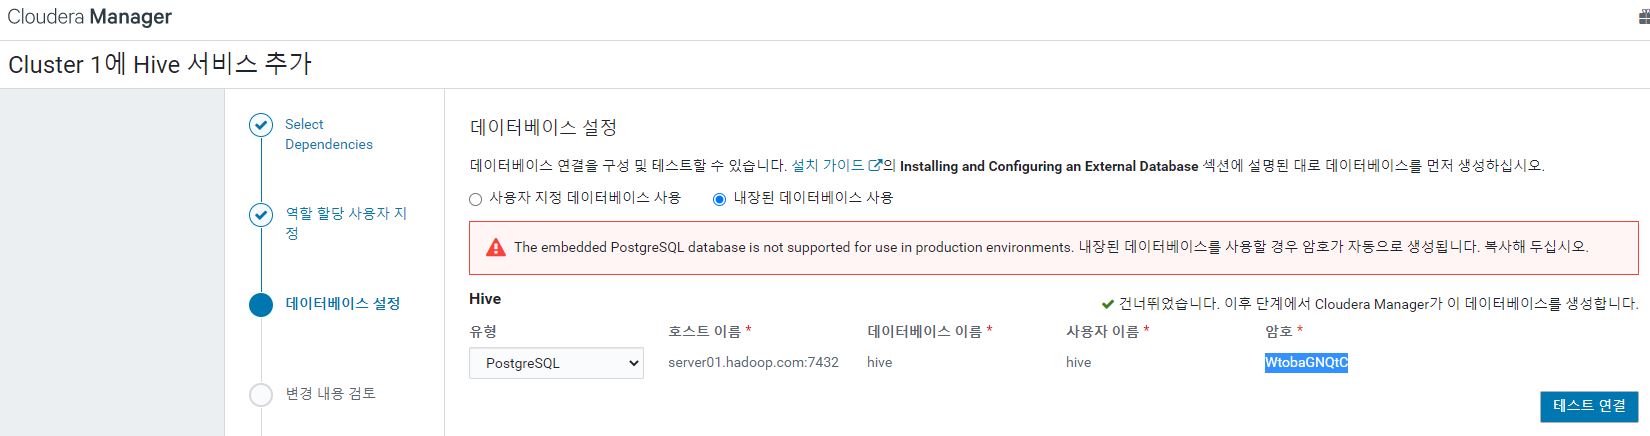 Cloudera Manager
Cluster 1에 Hive 서비스 추가
Select
Dependencies
역할 할당 사용자 지
정
데이터베이스 설정
변경 내용 검토
데이터베이스 설정
데이터베이스 연결을 구성 및 테스트할 수 있습니다. 설치 가이드의 Installing and Configuring an External Database 섹션에 설명된 대로 데이터베이스를 먼저 생성하십시오.
사용자 지정 데이터베이스 사용 내장된 데이터베이스 사용
The embedded PostgreSQL database is not supported for use in production environments. 내장된 데이터베이스를 사용할 경우 암호가 자동으로 생성됩니다. 복사해 두십시오.
Hive 건너뛰었습니다. 이후 단계에서 Cloudera Manager가 이 데이터베이스를 생성합니다.
유형 호스트 이름 * 데이터베이스 이름 * 사용자 이름 * 암호 *
PostgreSQL server01.hadoop.com:7432 hive hive WtobaGNQtC
테스트 연결